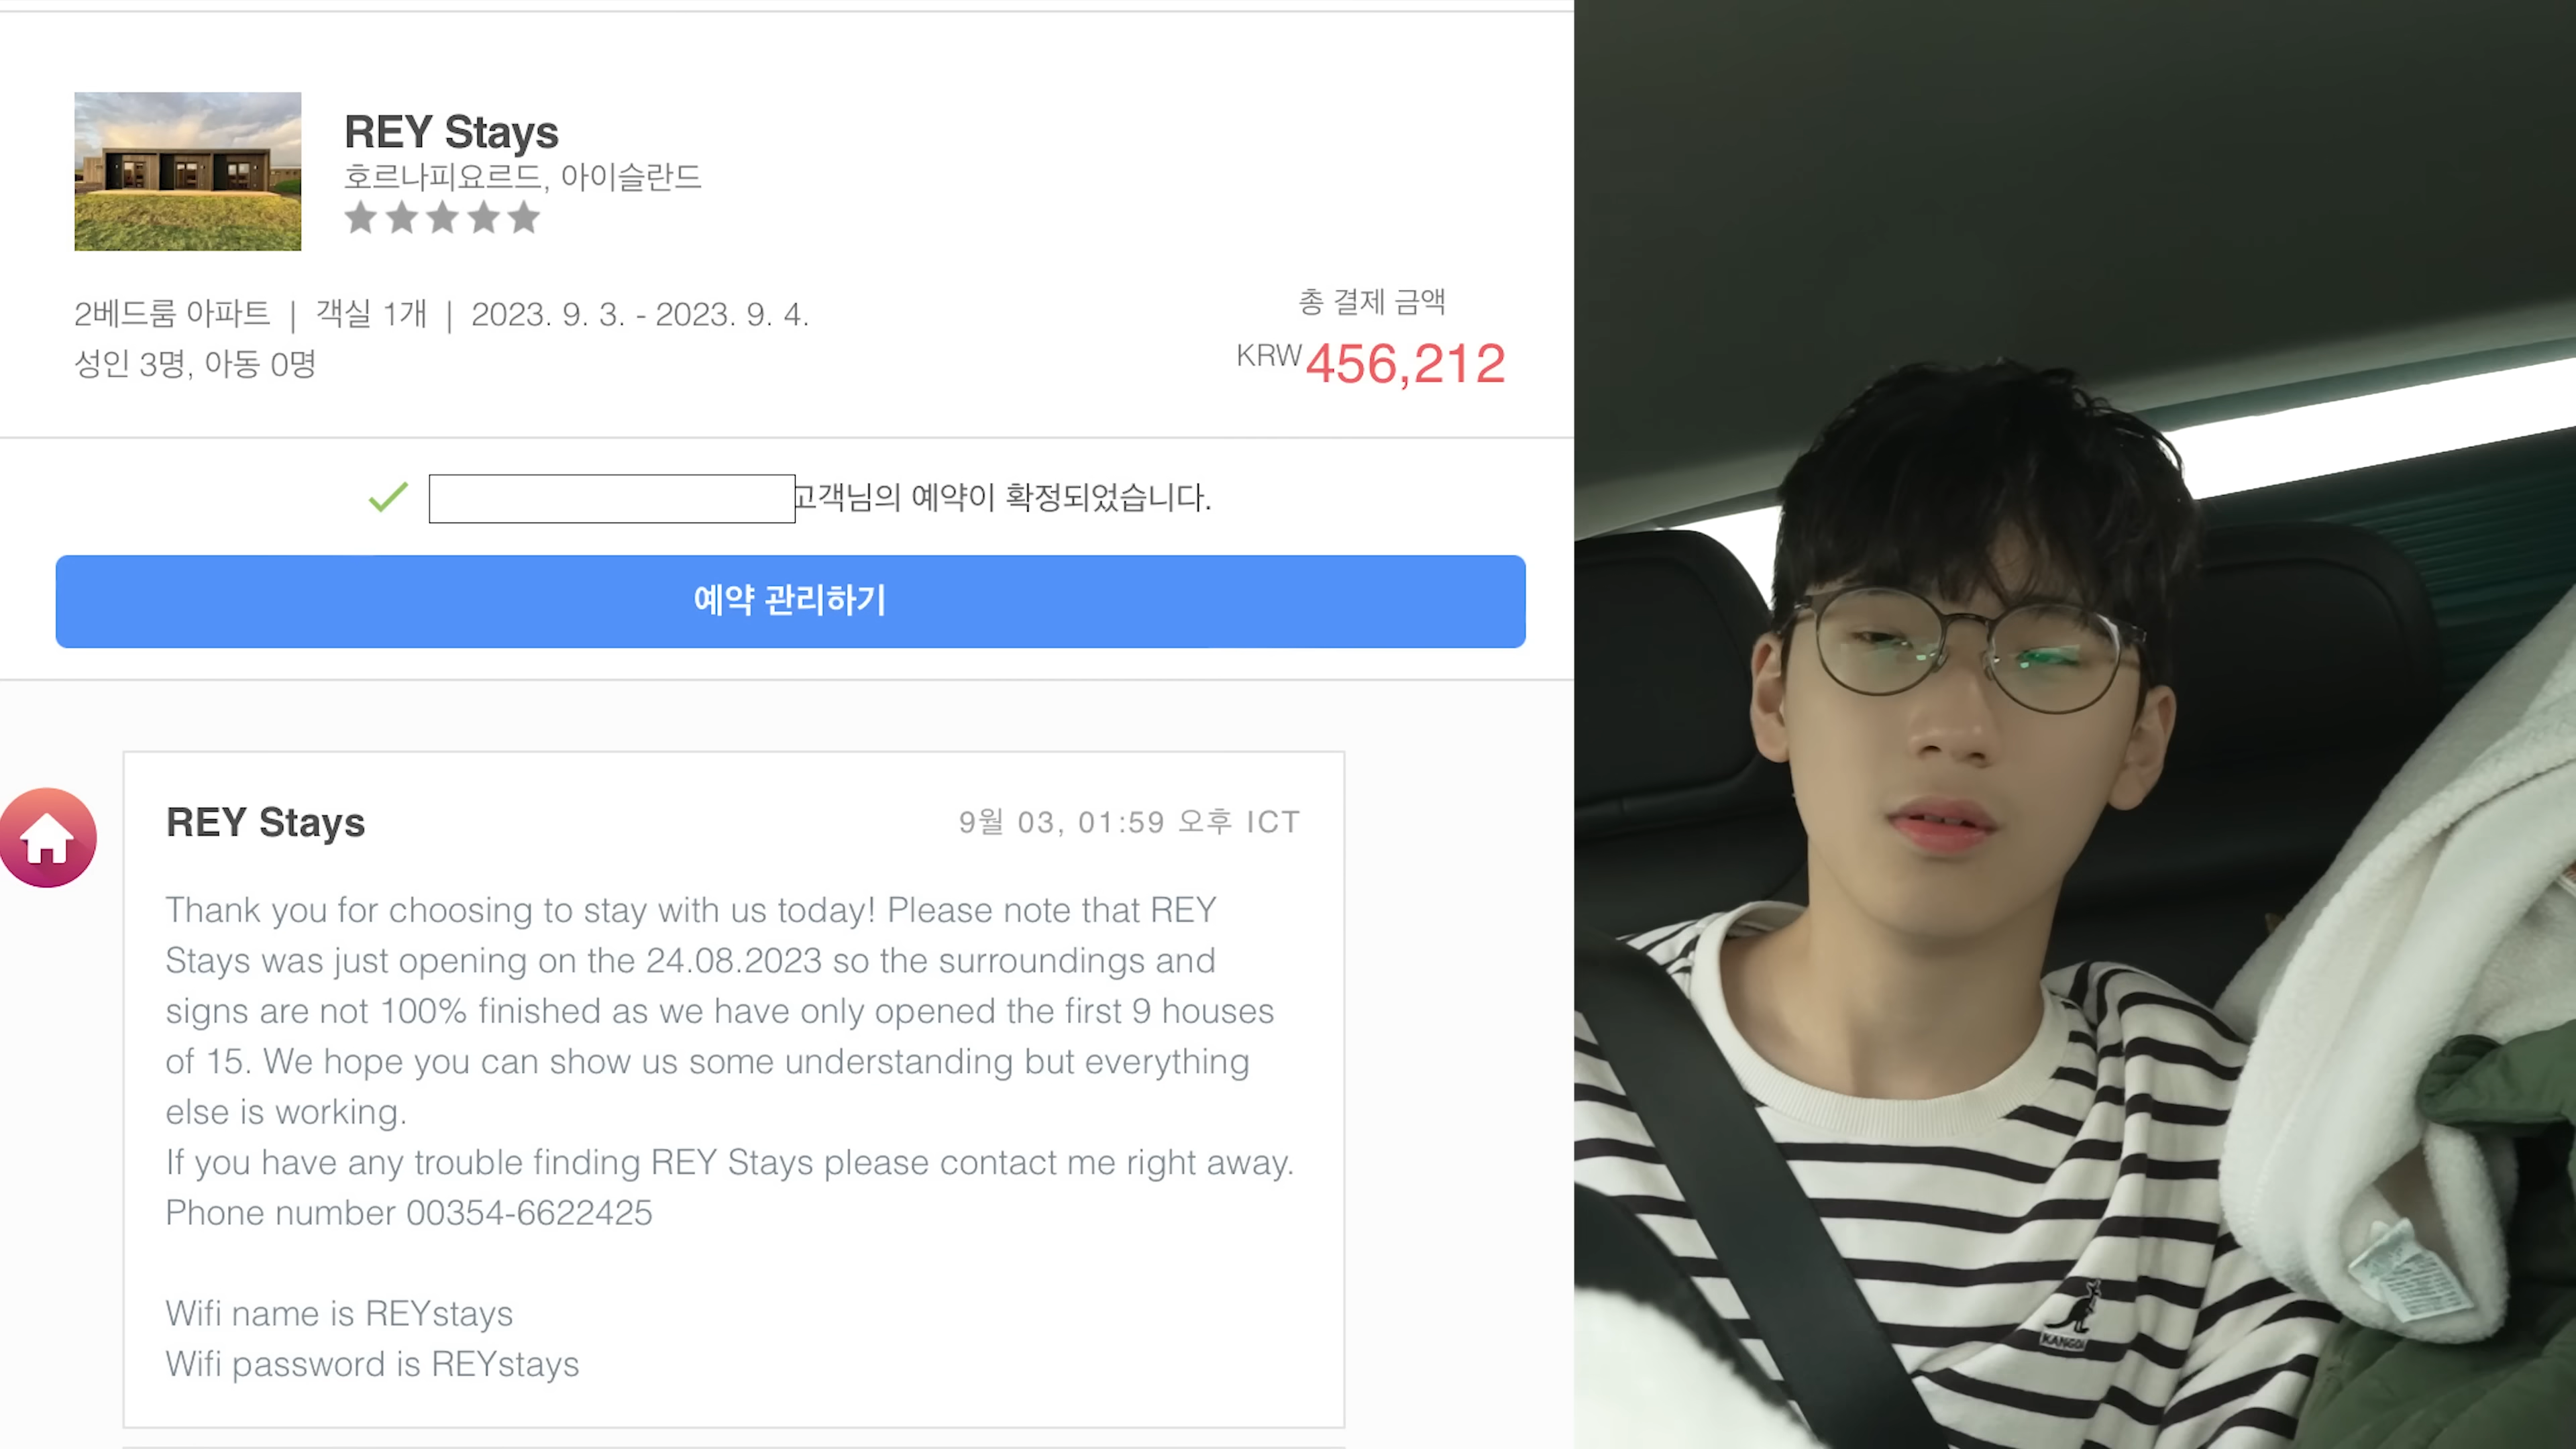 REY Stays
호르나피요르드, 아이슬란드
2베드룸 아파트 | 객실 1개 | 2023. 9. 3. - 2023. 9. 4.
성인 3명, 아동 0명
총 결제 금액
KRW 456,212
고객님의 예약이 확정되었습니다.
예약 관리하기
REY Stays
9월 03, 01:59 오후 ICT
Thank you for choosing to stay with us today! Please note that REY
Stays was just opening on the 24.08.2023 so the surroundings and
signs are not 100% finished as we have only opened the first 9 houses
of 15. We hope you can show us some understanding but everything
else is working.
If you have any trouble finding REY Stays please contact me right away.
Phone number 00354-6622425
Wifi name is REYstays
Wifi password is REYstays
KANGOL